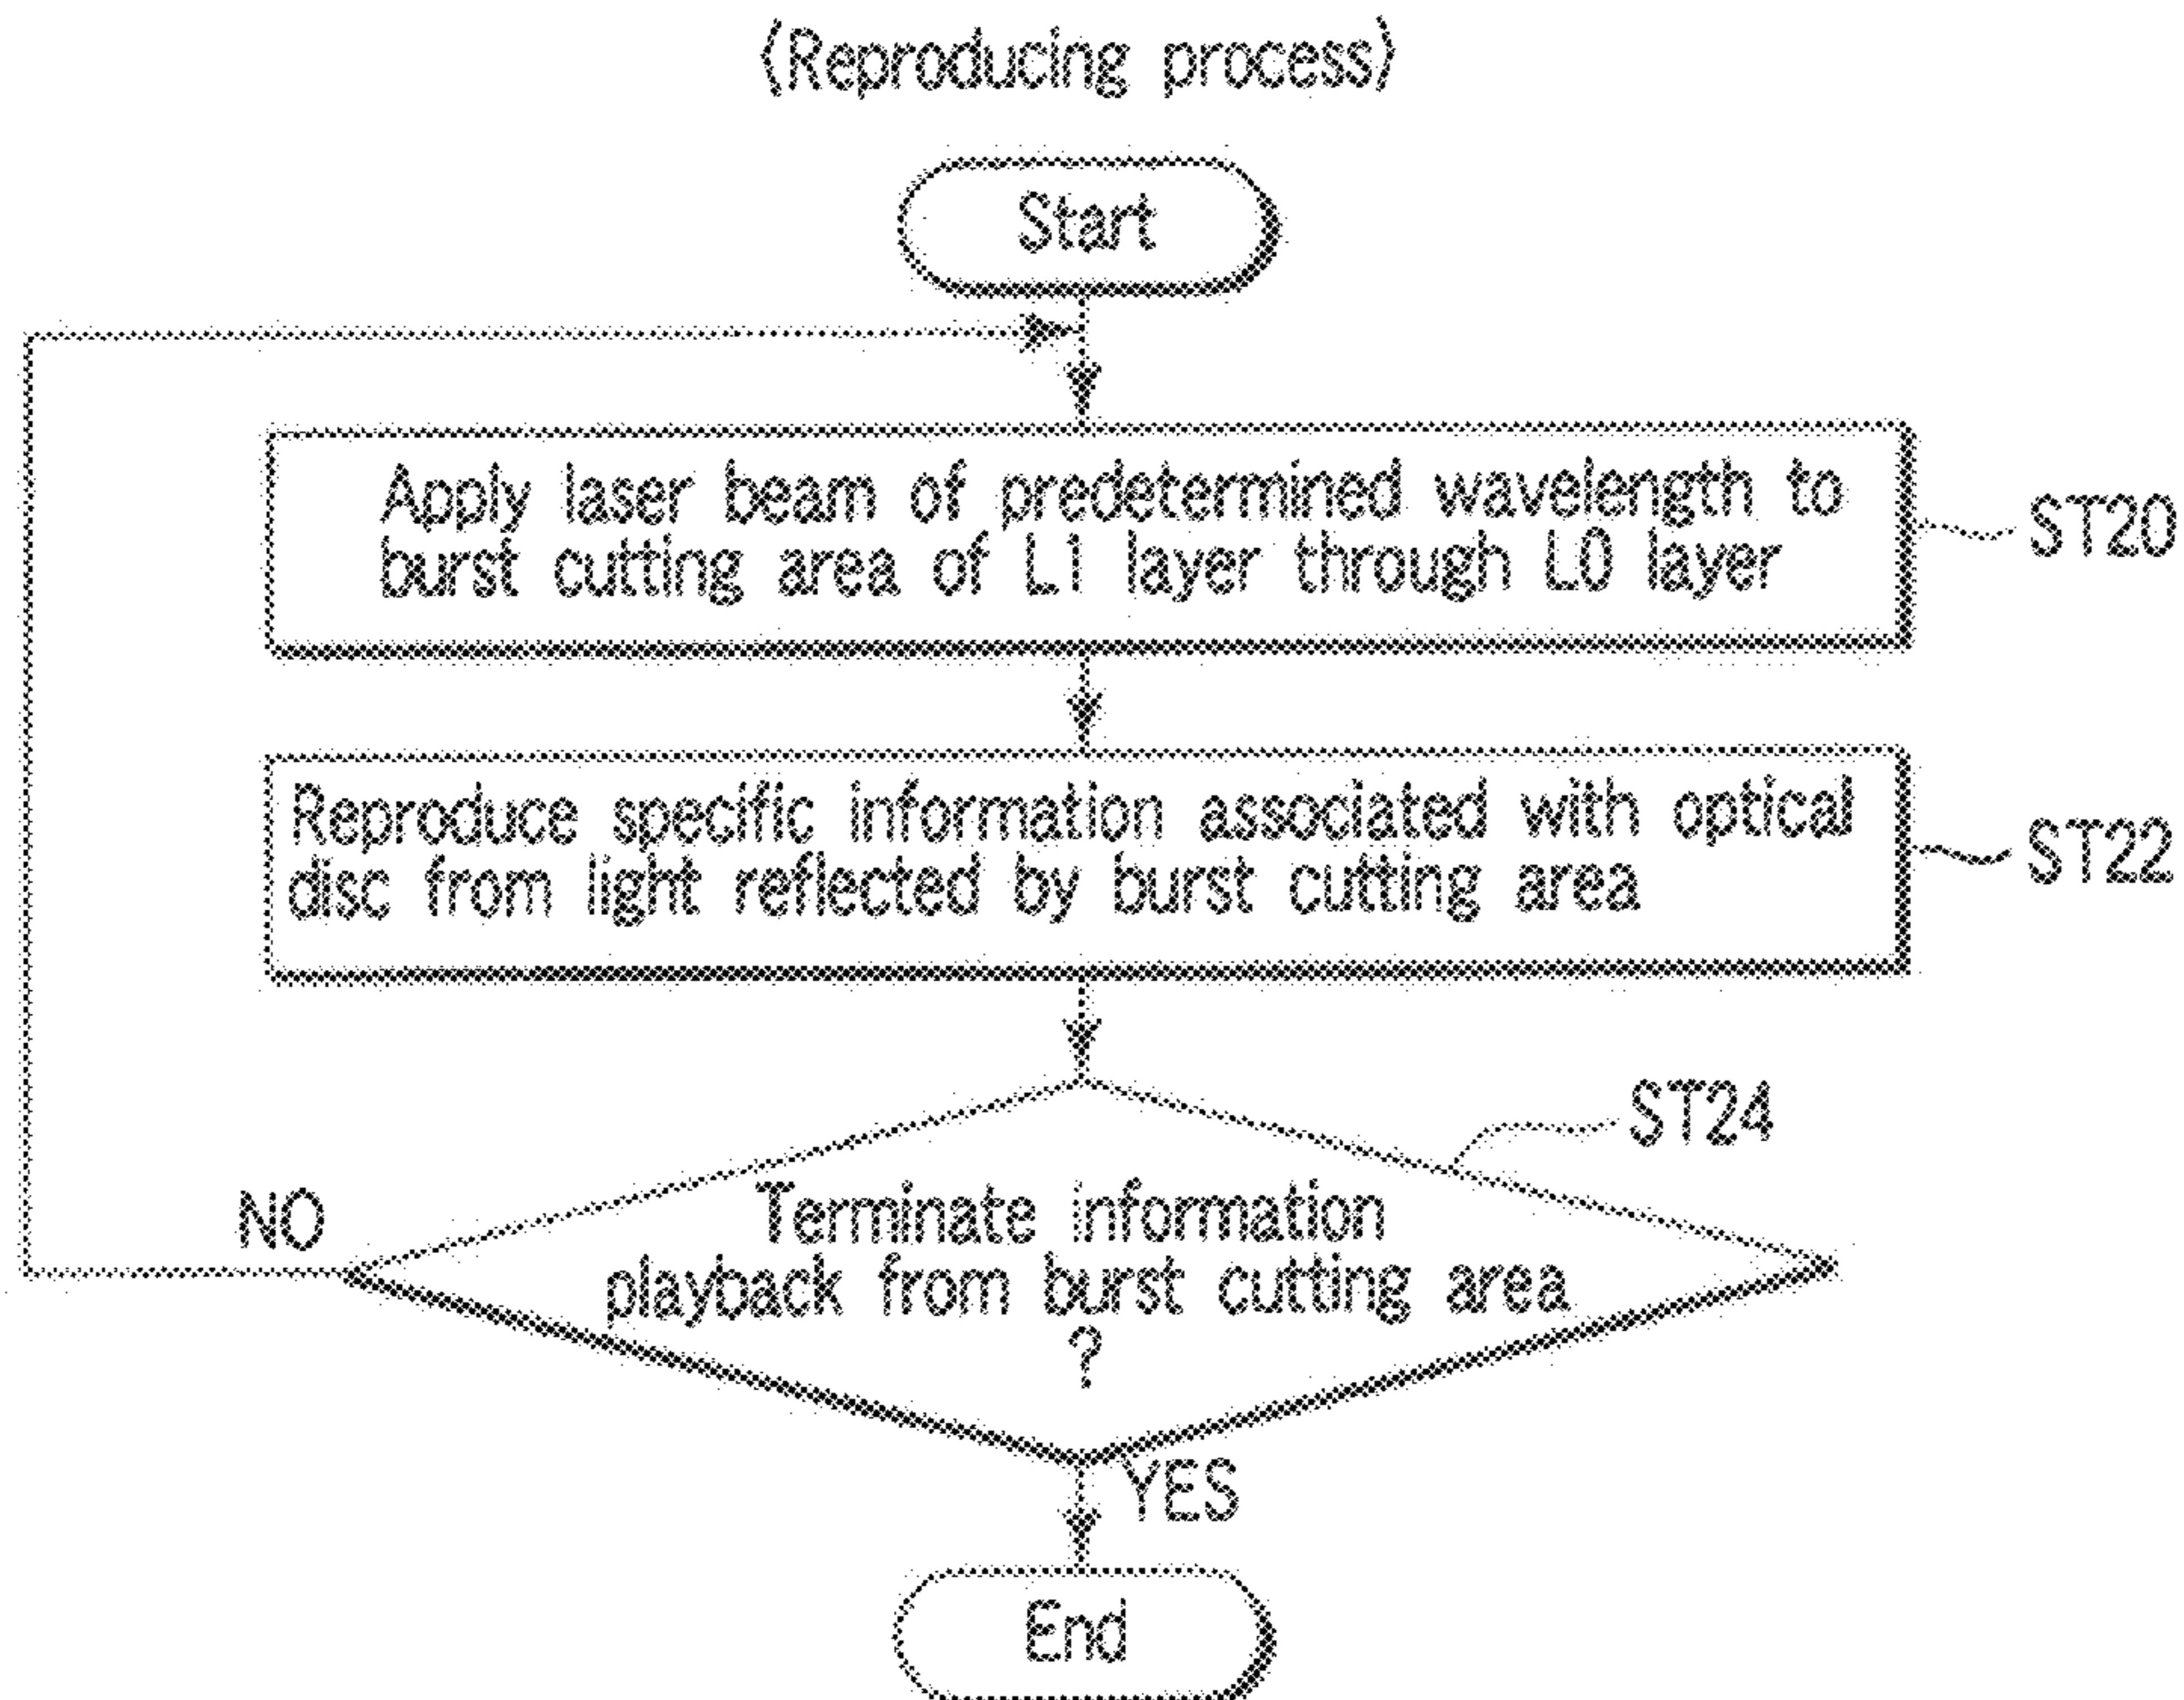 (Reproducing process)
Start
Apply laser beam of predetermined wavelength to
burst cutting area of L1 layer through L0 layer
ST20
Reproduce specific information associated with optical
disc from light reflected by burst cutting area
ST22
ST24
NO
Terminate information
playback from burst cutting area
?
YES
End